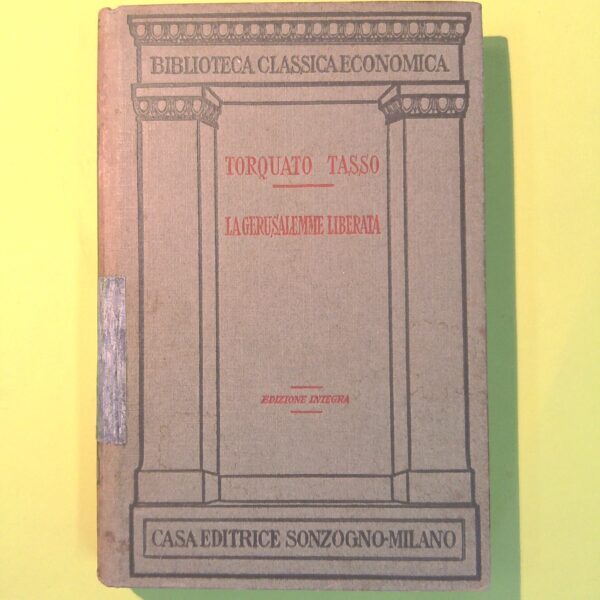 BIBLIOTECA CLASSICA ECONOMICA
TORQUATO TASSO
LA GERUSALEMME LIBERATA
EDIZIONE INTEGRA
CASA EDITRICE SONZOGNO-MILANO